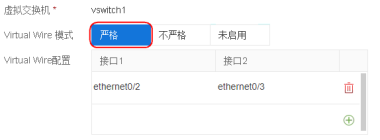 虚拟交换机 * vswitch1
Virtual Wire 模式 严格 不严格 未启用
Virtual Wire配置 接口1 接口2
ethernet0/2 ethernet0/3